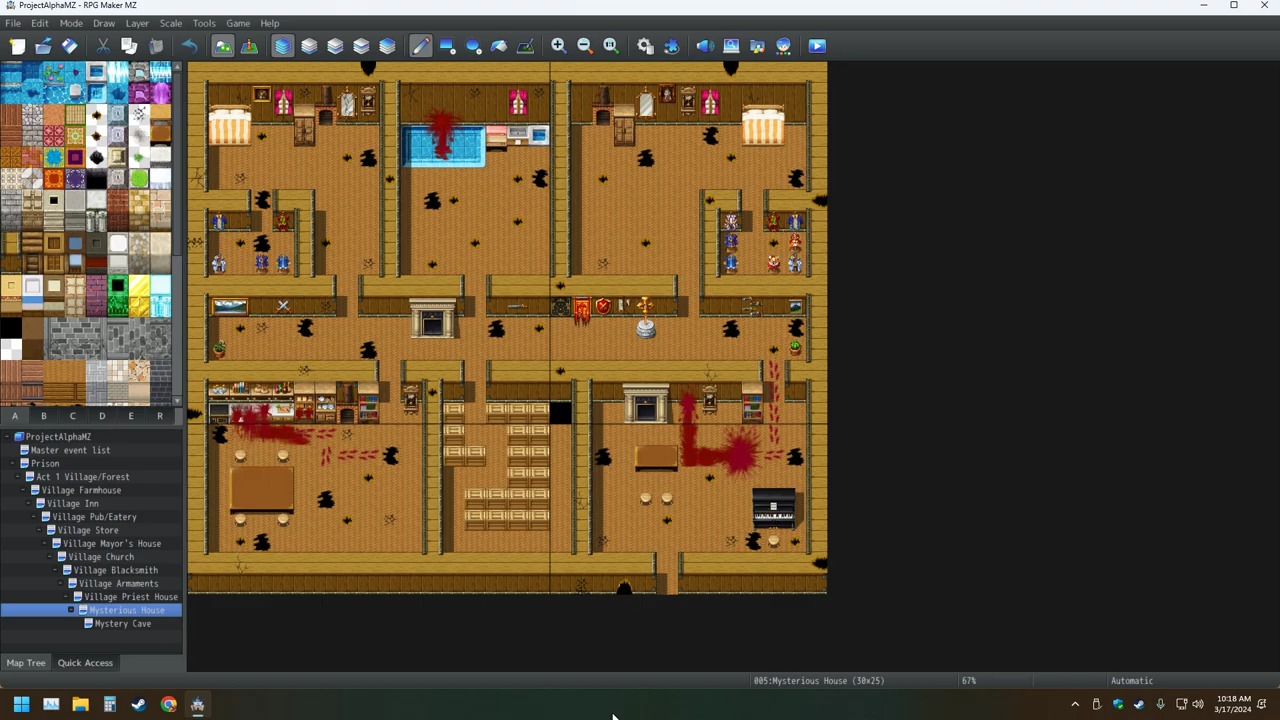 ProjectAlphaMZ - RPG Maker MZ
File Edit Mode Draw Layer Scale Tools Game Help
A B C D E R
ProjectAlphaMZ
Master event list
Prison
Act 1 Village/Forest
Village Farmhouse
Village Inn
Village Pub/Eatery
Village Store
Village Mayor's House
Village Church
Village Blacksmith
Village Armaments
Village Priest House
Mysterious House
Mystery Cave
Map Tree Quick Access
005:Mysterious House (30x25) 67% Automatic
10:18 AM
3/17/2024